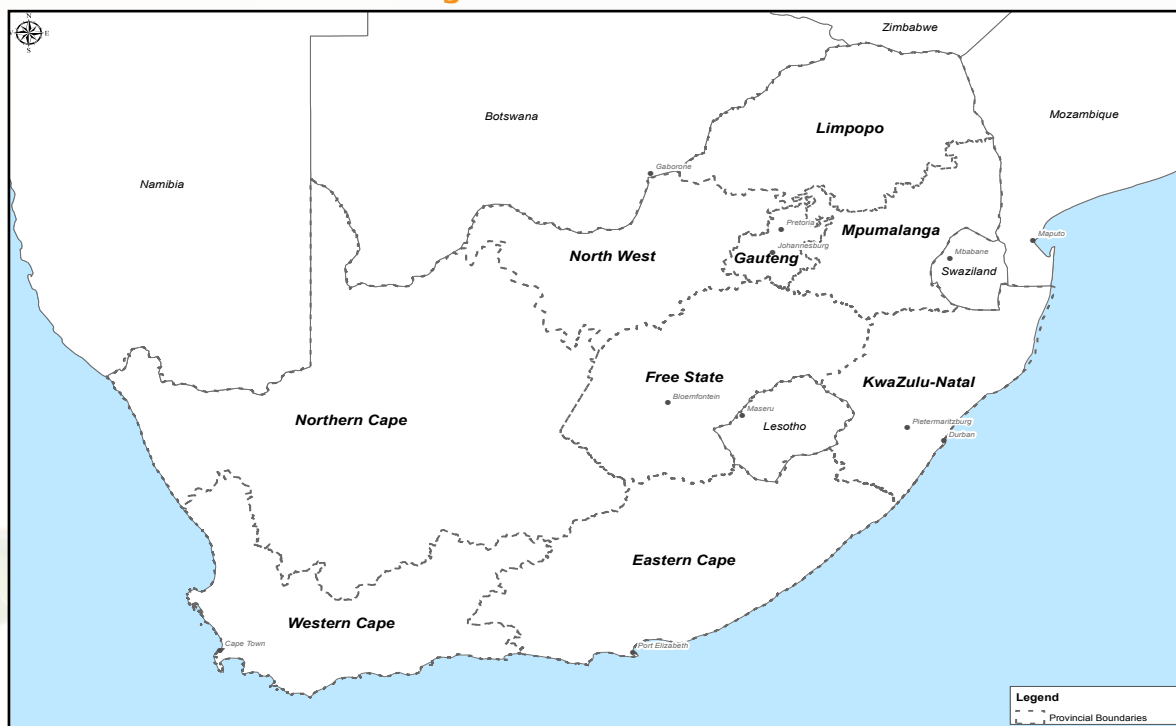 N
E
S
Zimbabwe
Mozambique
Botswana
Limpopo
Gaborone
Namibia
Pretoria
Mpumalanga
Maputo
Johannesburg
North West
Gauteng
Mbabane
Swaziland
Free State
KwaZulu-Natal
Bloemfontein
Maseru
Northern Cape
Lesotho
Pietermaritzburg
Durban
Eastern Cape
Western Cape
Cape Town
Port Elizabeth
Legend
Provincial Boundaries